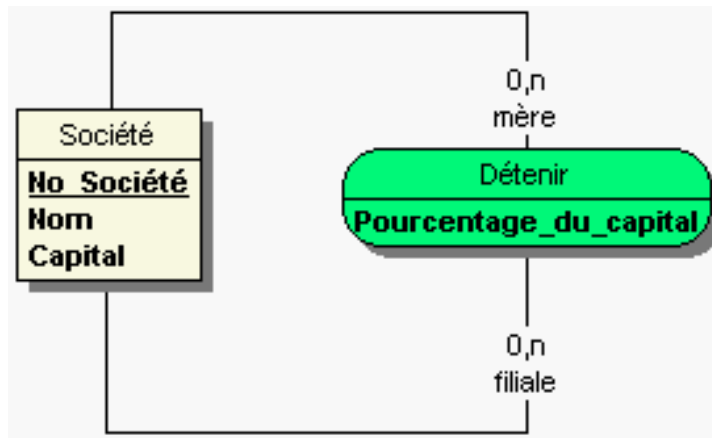 0,n
mère
Société
No_Société
Nom
Capital
Détenir
Pourcentage_du_capital
0,n
filiale